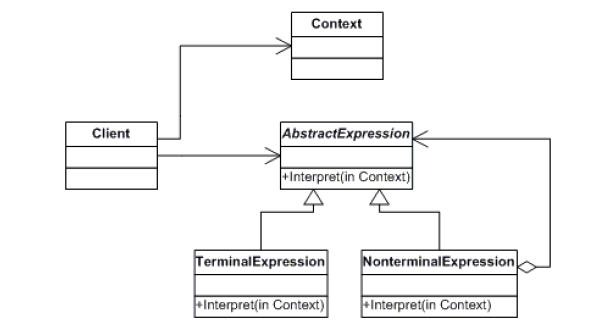 Context
Client
AbstractExpression
+Interpret(in Context)
TerminalExpression
+Interpret(in Context)
NonterminalExpression
+Interpret(in Context)